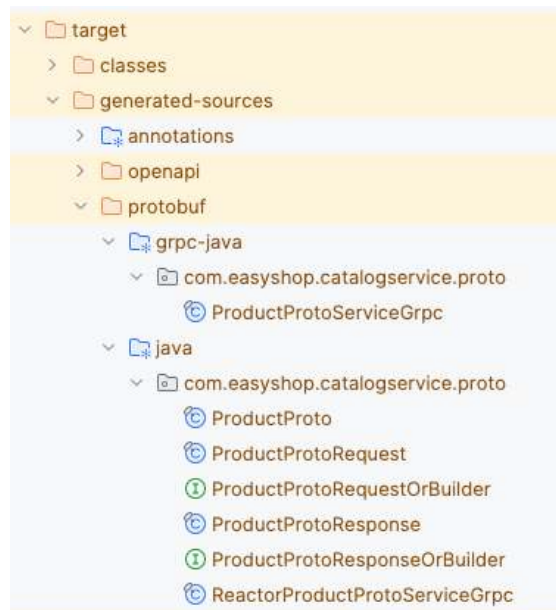 target
classes
generated-sources
annotations
openapi
protobuf
grpc-java
com.easyshop.catalogservice.proto
ProductProtoServiceGrpc
java
com.easyshop.catalogservice.proto
ProductProto
ProductProtoRequest
ProductProtoRequestOrBuilder
ProductProtoResponse
ProductProtoResponseOrBuilder
ReactorProductProtoServiceGrpc